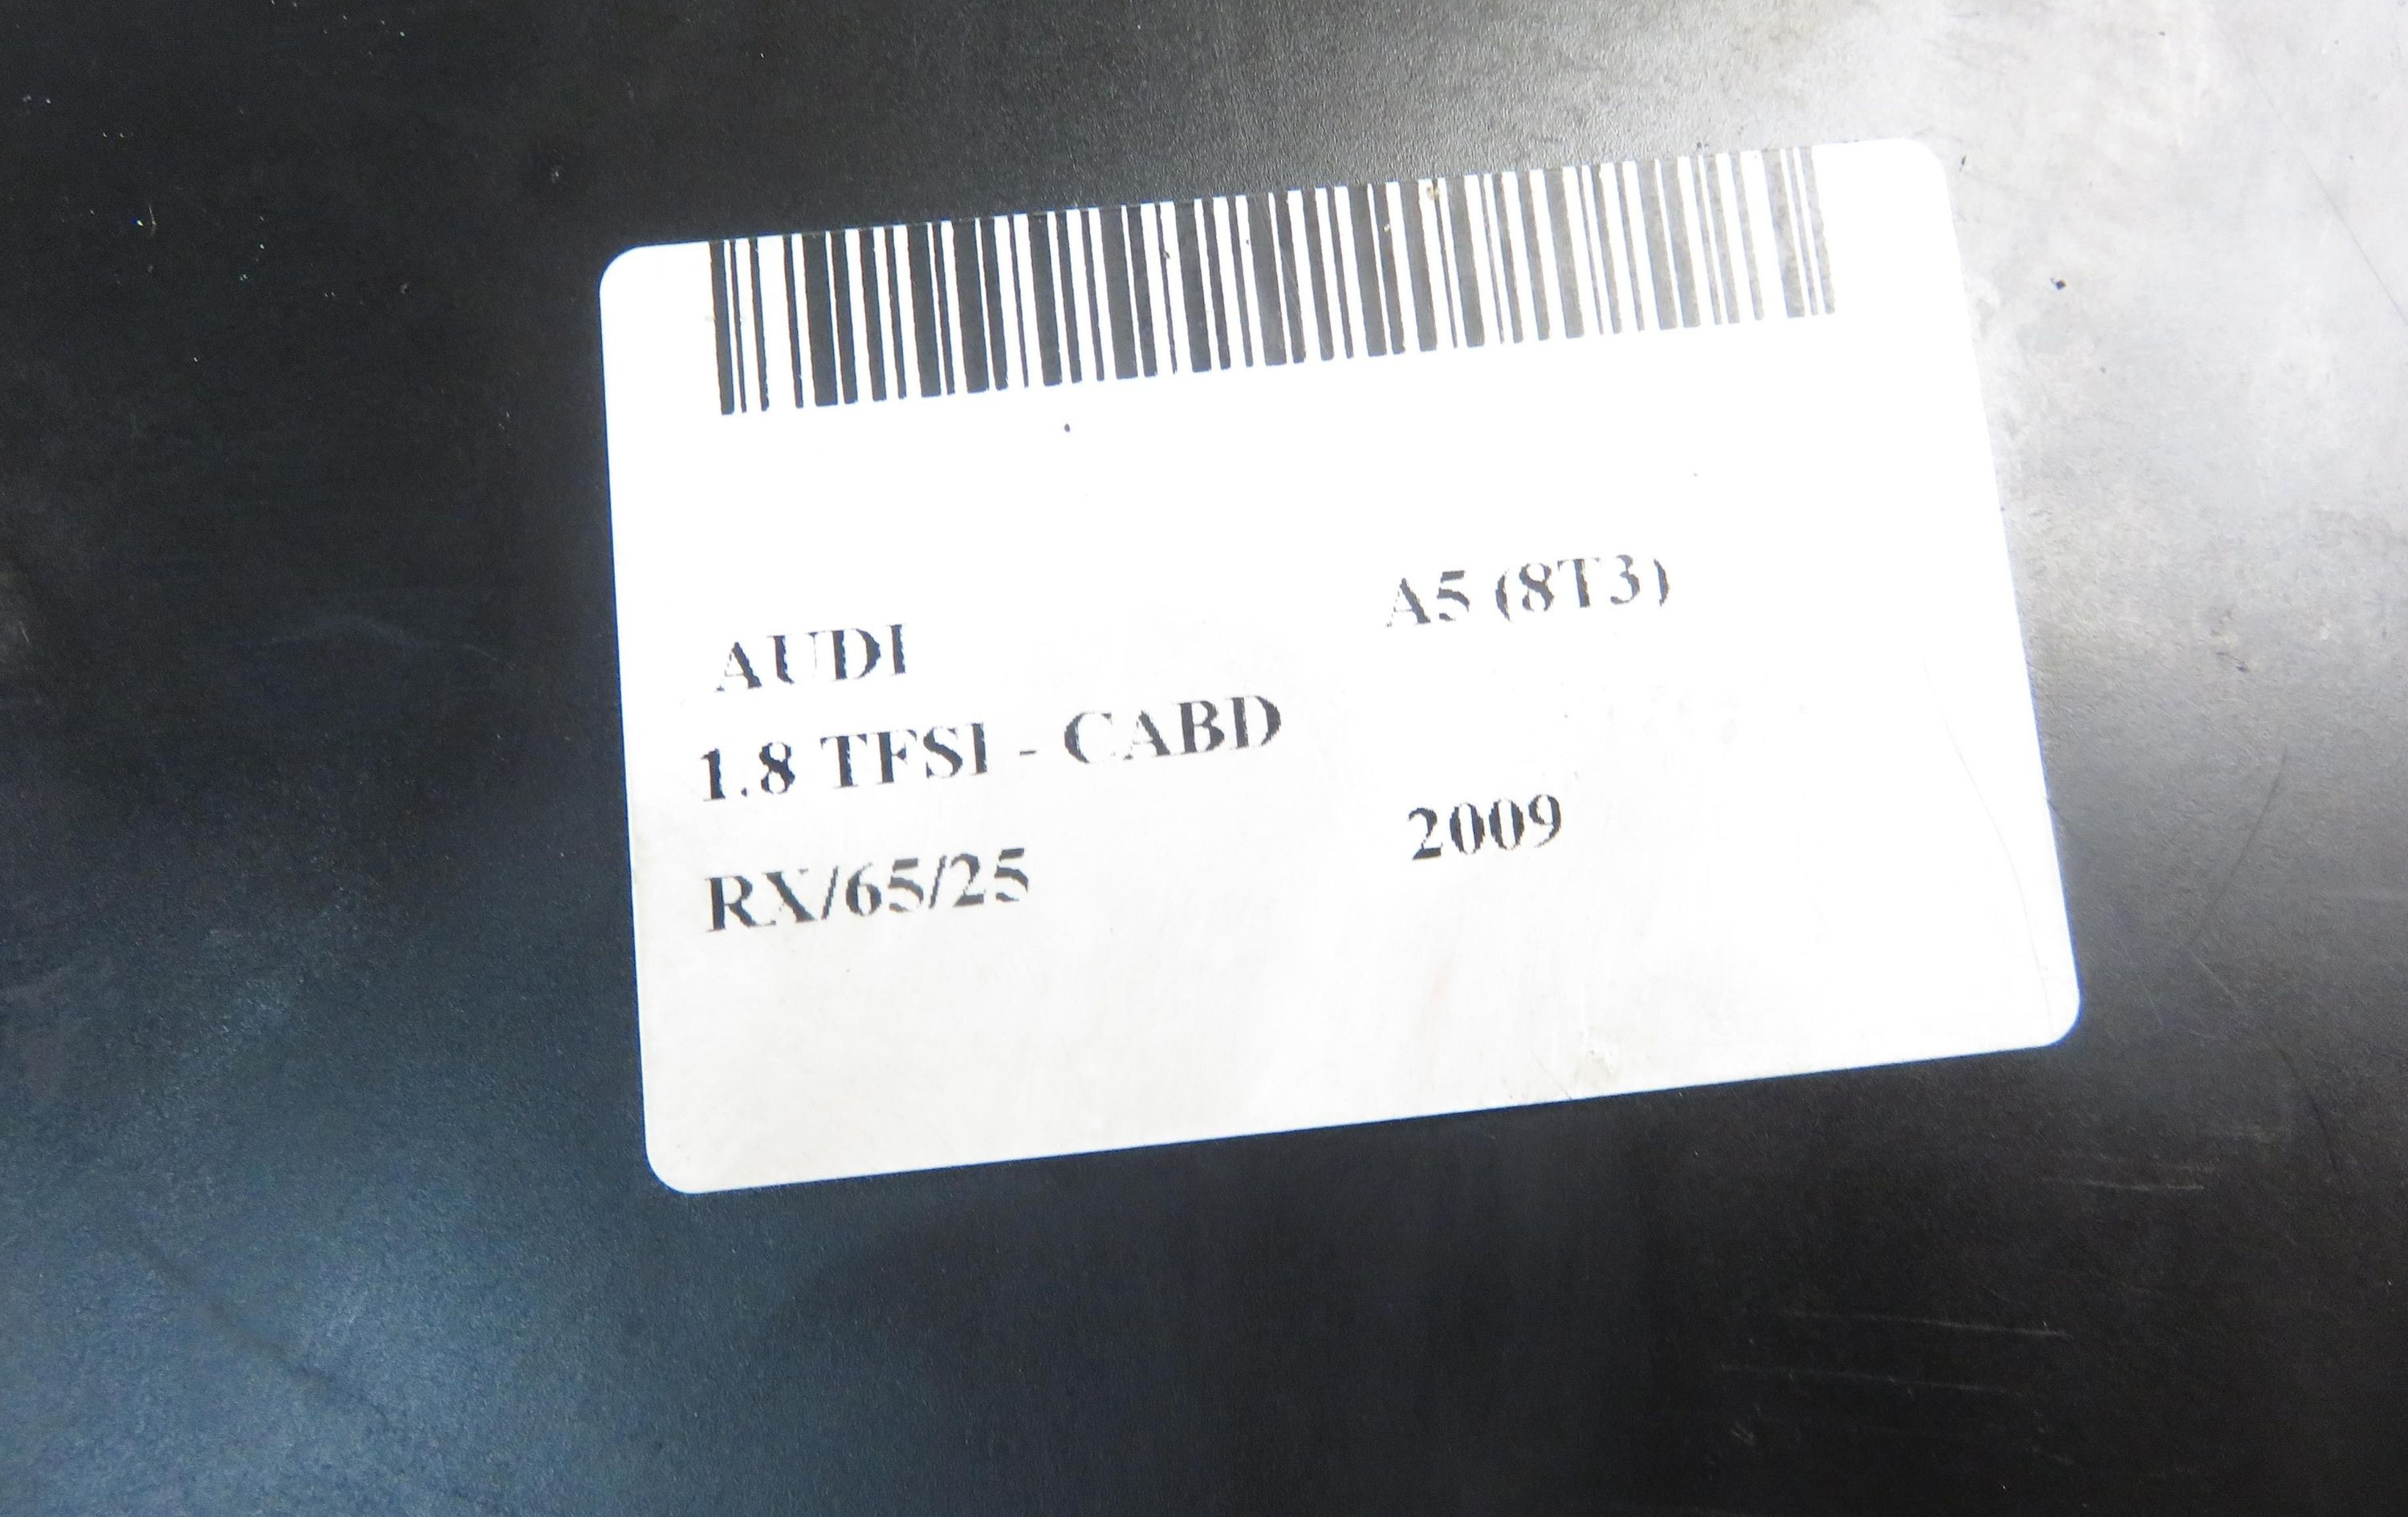 AUDI A5 (8T3)
1.8 TFSI - CABD
RX/65/25 2009